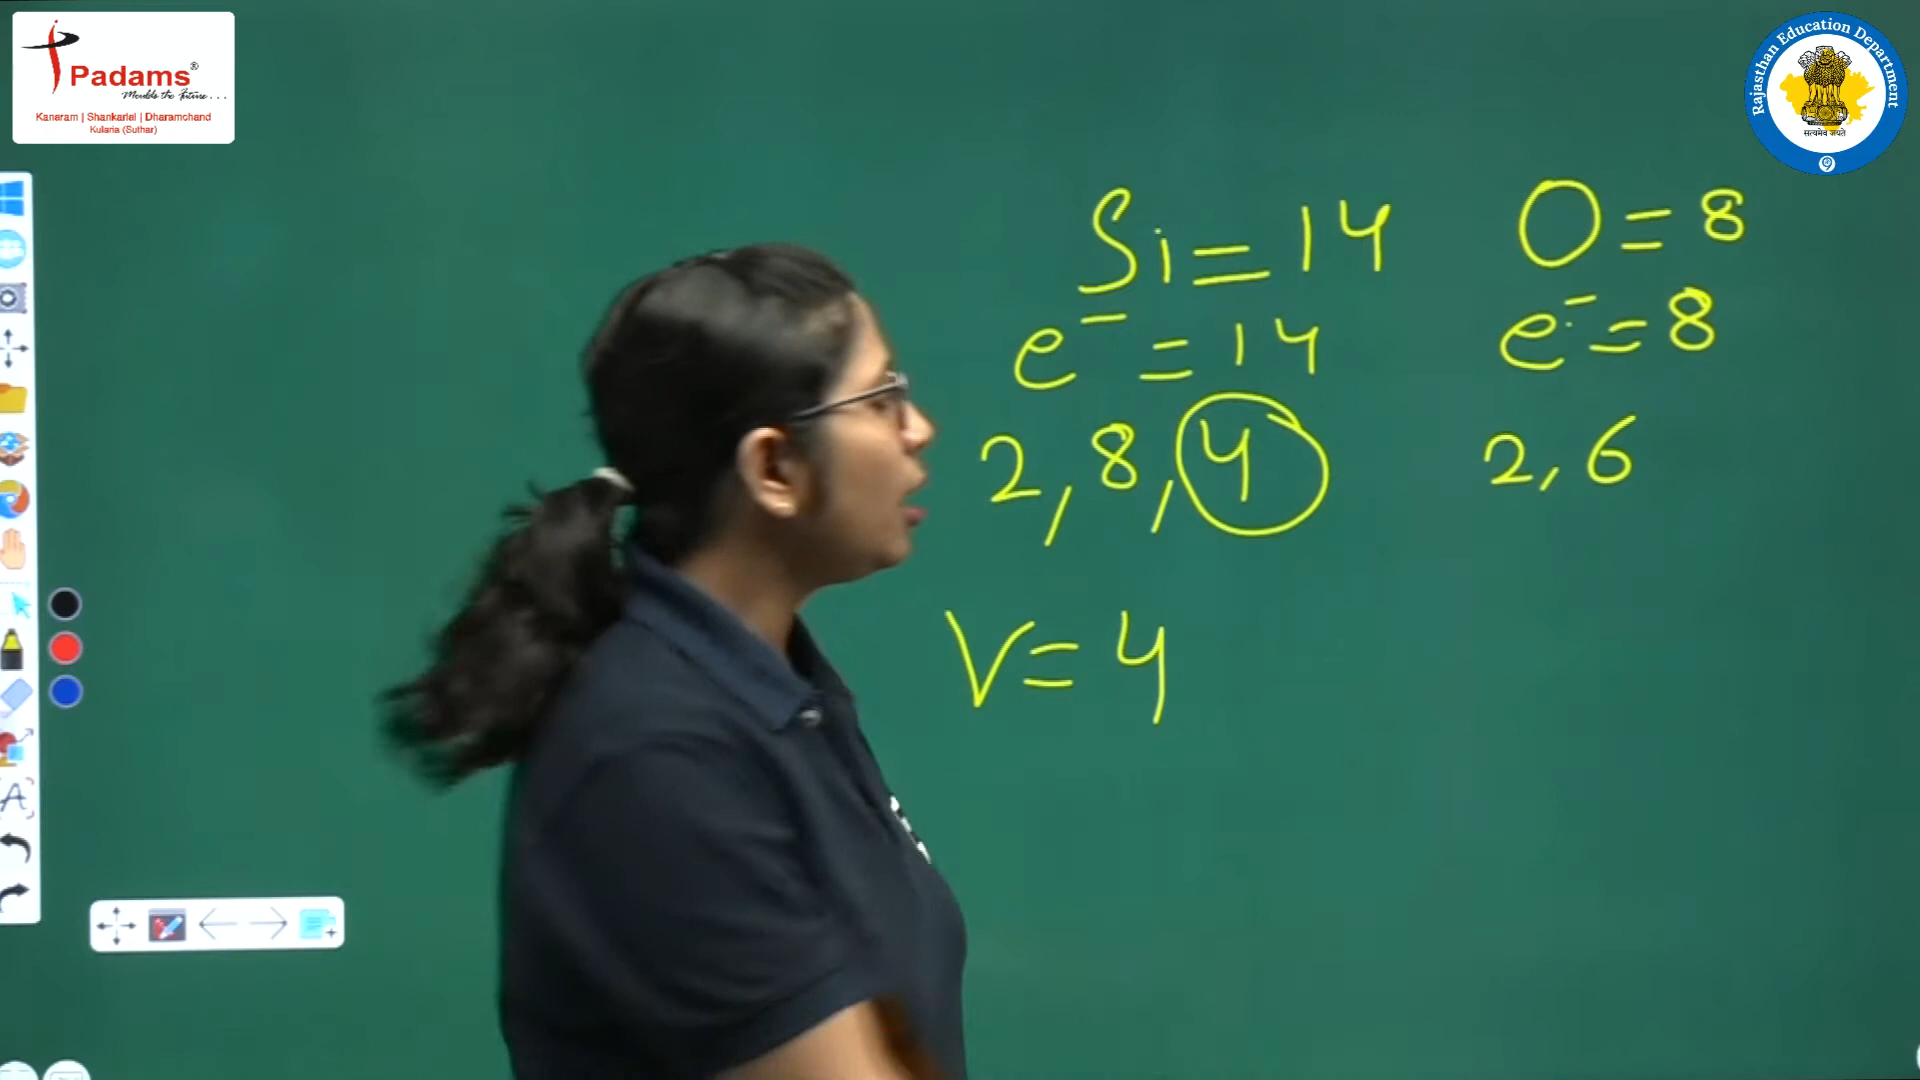 Padams®
Moulds the Future...
Kanaram | Shankarlal | Dharamchand
Kularia (Suthar)
Rajasthan Education Department
सत्यमेव जयते
Si = 14
O = 8
e⁻ = 14
e⁻ = 8
2, 8, 4
2, 6
V = 4